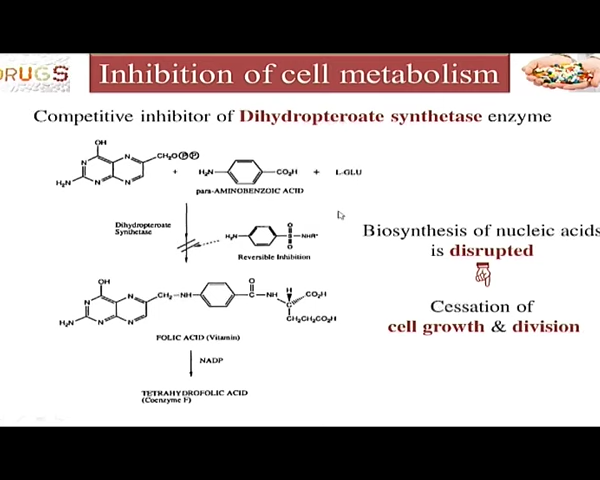 DRUGS
Inhibition of cell metabolism
Competitive inhibitor of Dihydropteroate synthetase enzyme
OH
CH₂O P P
N N
H₂N N N
+
H₂N CO₂H
+ L-GLU
para-AMINOBENZOIC ACID
Dihydropteroate
Synthetase
H₂N
O
S NHR
O
Reversible Inhibition
Biosynthesis of nucleic acids
is disrupted
Cessation of
cell growth & division
OH
N N
H₂N N N
CH₂ NH
O
C NH
H
C
CO₂H
CH₂CH₂CO₂H
FOLIC ACID (Vitamin)
NADP
TETRAHYDROFOLIC ACID
(Coenzyme F)